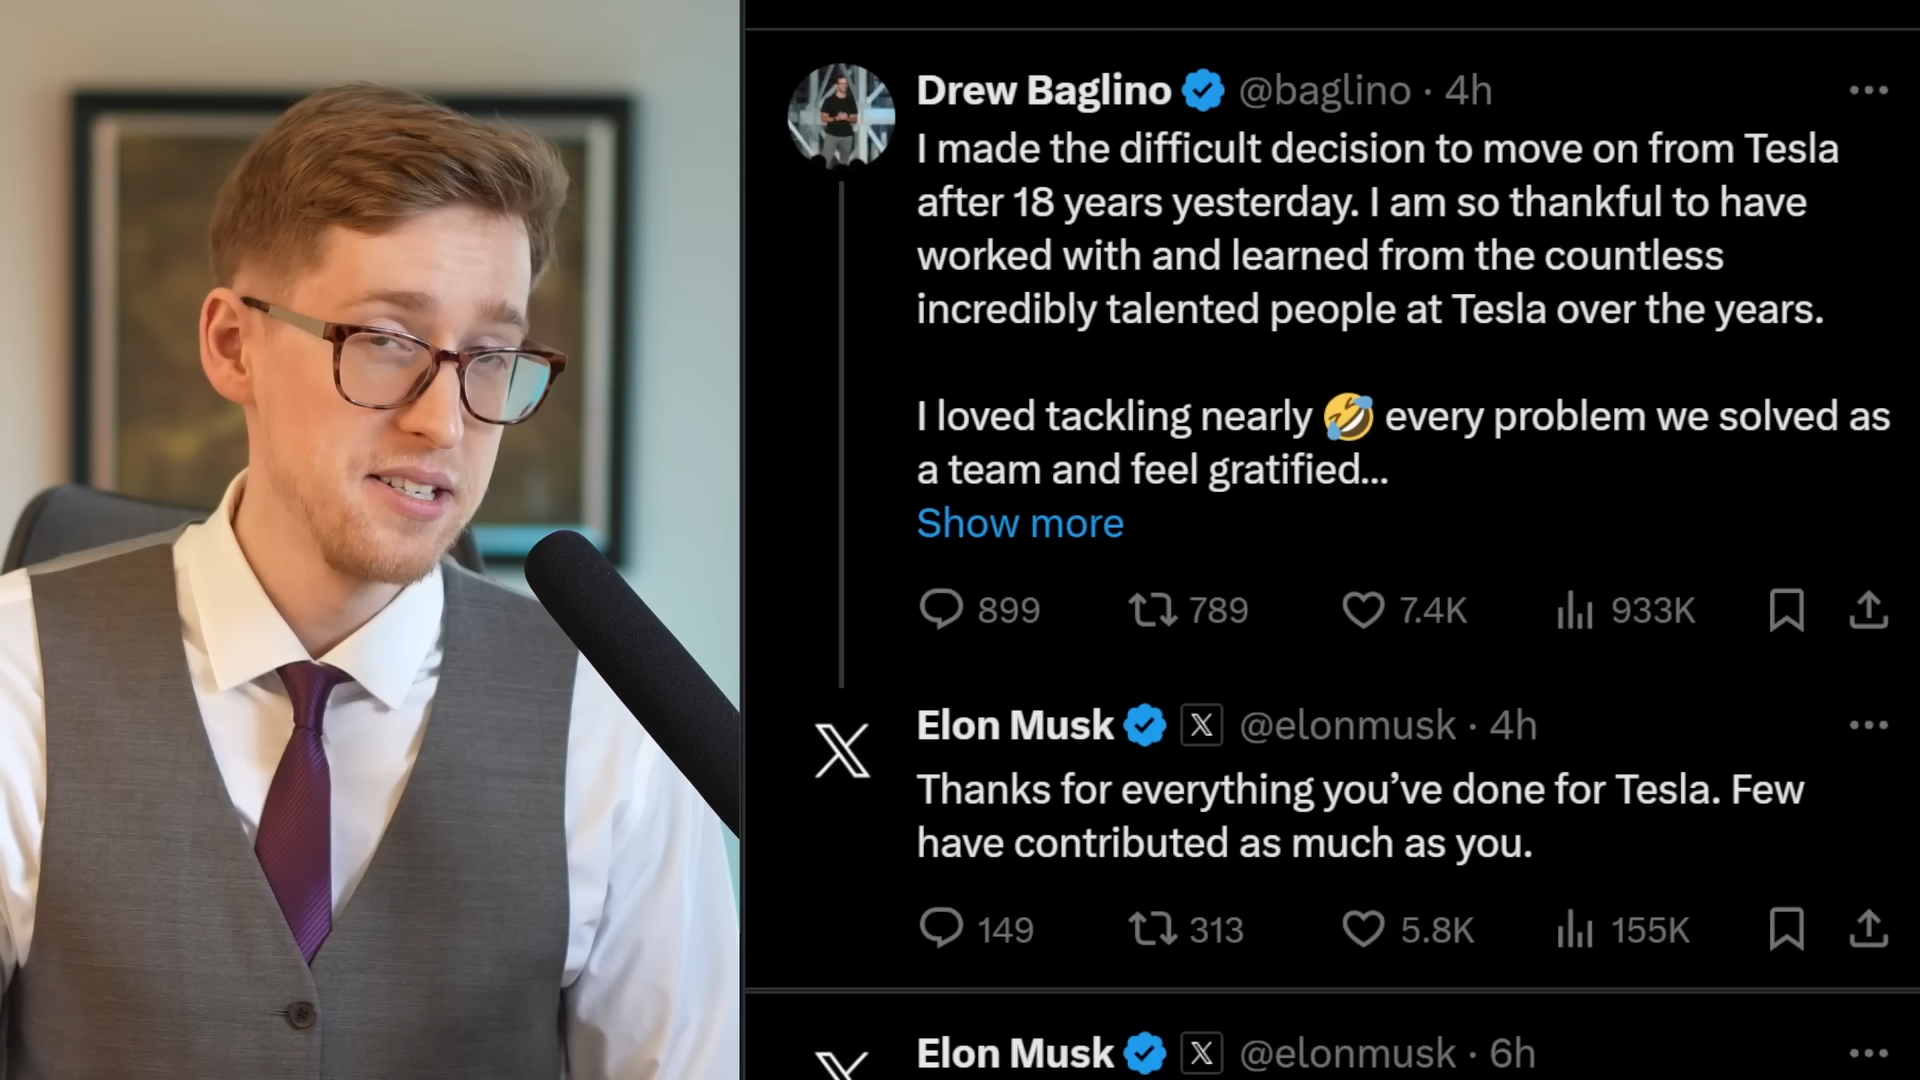 Drew Baglino @baglino · 4h
I made the difficult decision to move on from Tesla
after 18 years yesterday. I am so thankful to have
worked with and learned from the countless
incredibly talented people at Tesla over the years.
I loved tackling nearly 🤣 every problem we solved as
a team and feel gratified...
Show more
899 789 7.4K 933K
Elon Musk X @elonmusk · 4h
Thanks for everything you’ve done for Tesla. Few
have contributed as much as you.
149 313 5.8K 155K
Elon Musk X @elonmusk · 6h